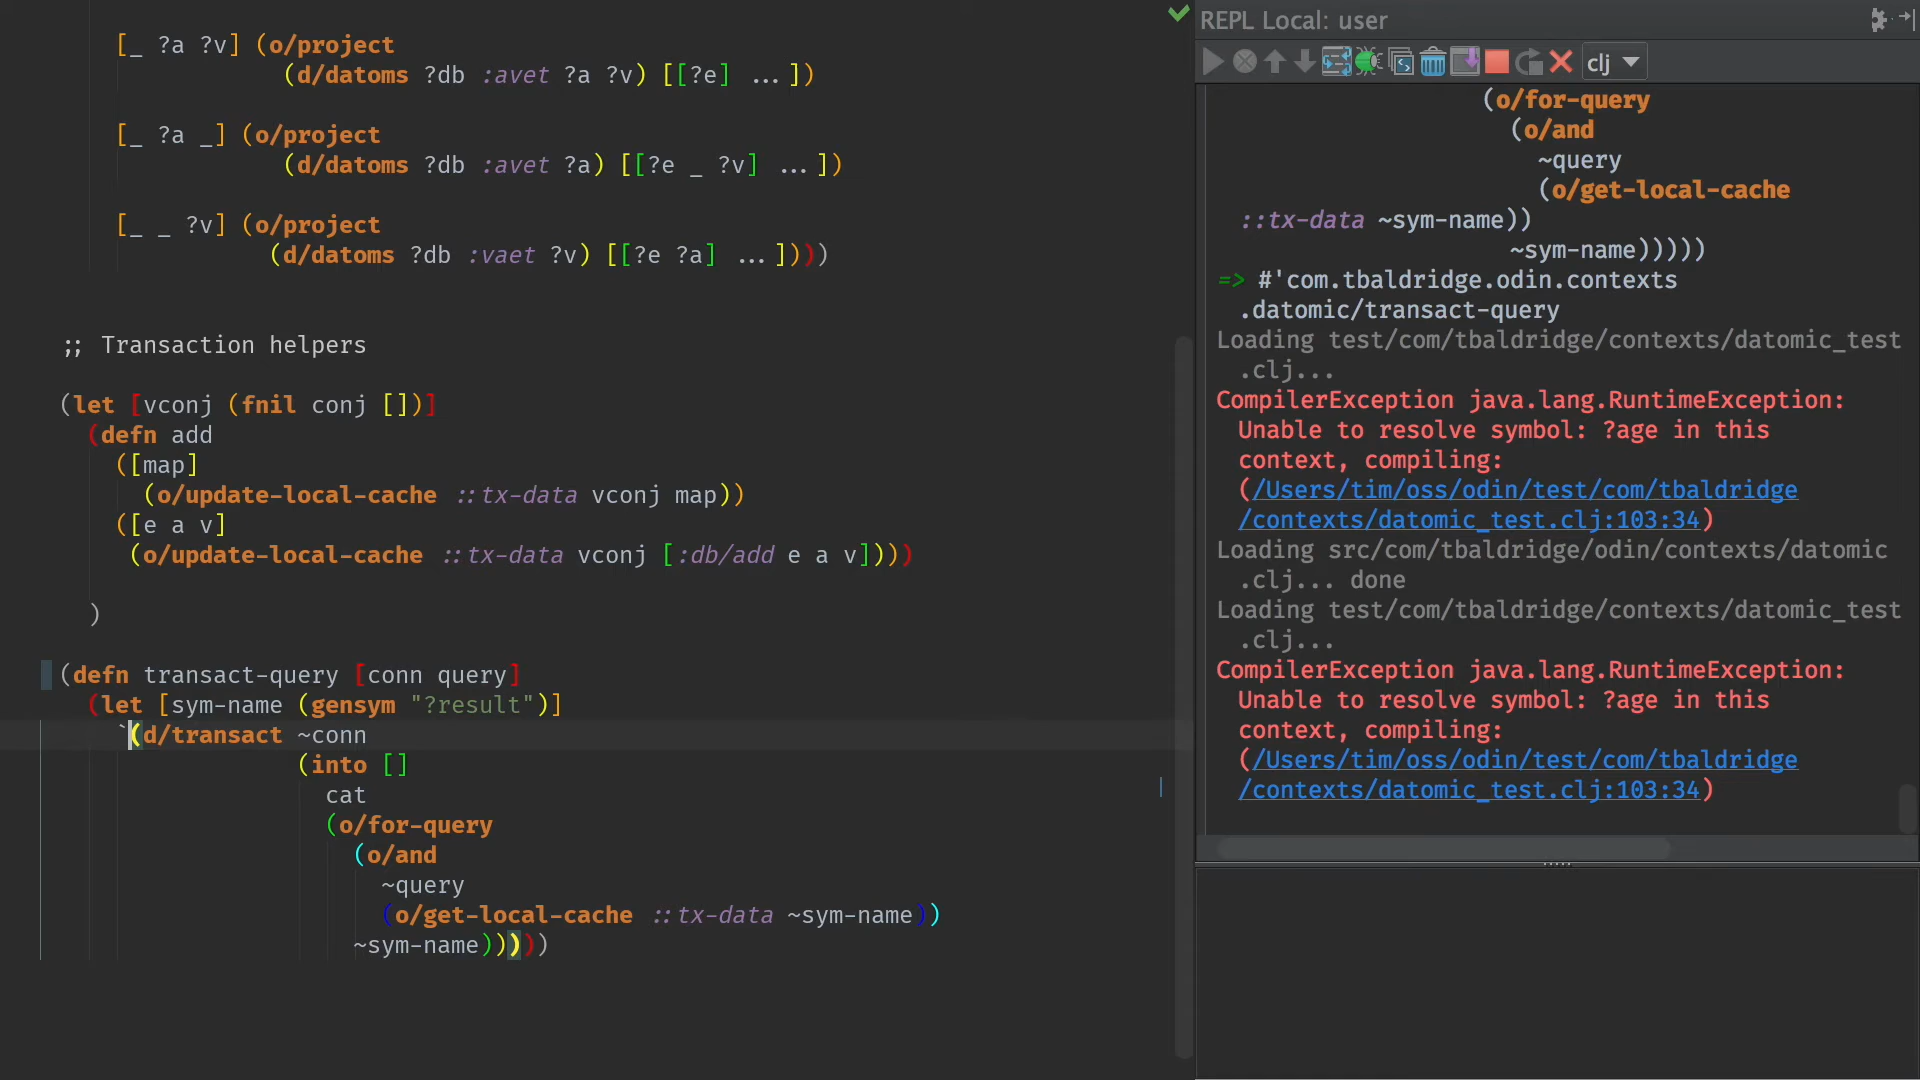 [_ ?a ?v] (o/project
(d/datoms ?db :avet ?a ?v) [[?e] ...])
[_ ?a _] (o/project
(d/datoms ?db :avet ?a) [[?e _ ?v] ...])
[_ _ ?v] (o/project
(d/datoms ?db :vaet ?v) [[?e ?a] ...])))
;; Transaction helpers
(let [vconj (fnil conj [])]
(defn add
([map]
(o/update-local-cache ::tx-data vconj map))
([e a v]
(o/update-local-cache ::tx-data vconj [:db/add e a v])))
)
(defn transact-query [conn query]
(let [sym-name (gensym "?result")]
`(d/transact ~conn
(into []
cat
(o/for-query
(o/and
~query
(o/get-local-cache ::tx-data ~sym-name))
~sym-name)))))
REPL Local: user
clj
(o/for-query
(o/and
~query
(o/get-local-cache
::tx-data ~sym-name))
~sym-name)))))
=> #'com.tbaldridge.odin.contexts
.datomic/transact-query
Loading test/com/tbaldridge/contexts/datomic_test
.clj...
CompilerException java.lang.RuntimeException:
Unable to resolve symbol: ?age in this
context, compiling:
(/Users/tim/oss/odin/test/com/tbaldridge
/contexts/datomic_test.clj:103:34)
Loading src/com/tbaldridge/odin/contexts/datomic
.clj... done
Loading test/com/tbaldridge/contexts/datomic_test
.clj...
CompilerException java.lang.RuntimeException:
Unable to resolve symbol: ?age in this
context, compiling:
(/Users/tim/oss/odin/test/com/tbaldridge
/contexts/datomic_test.clj:103:34)